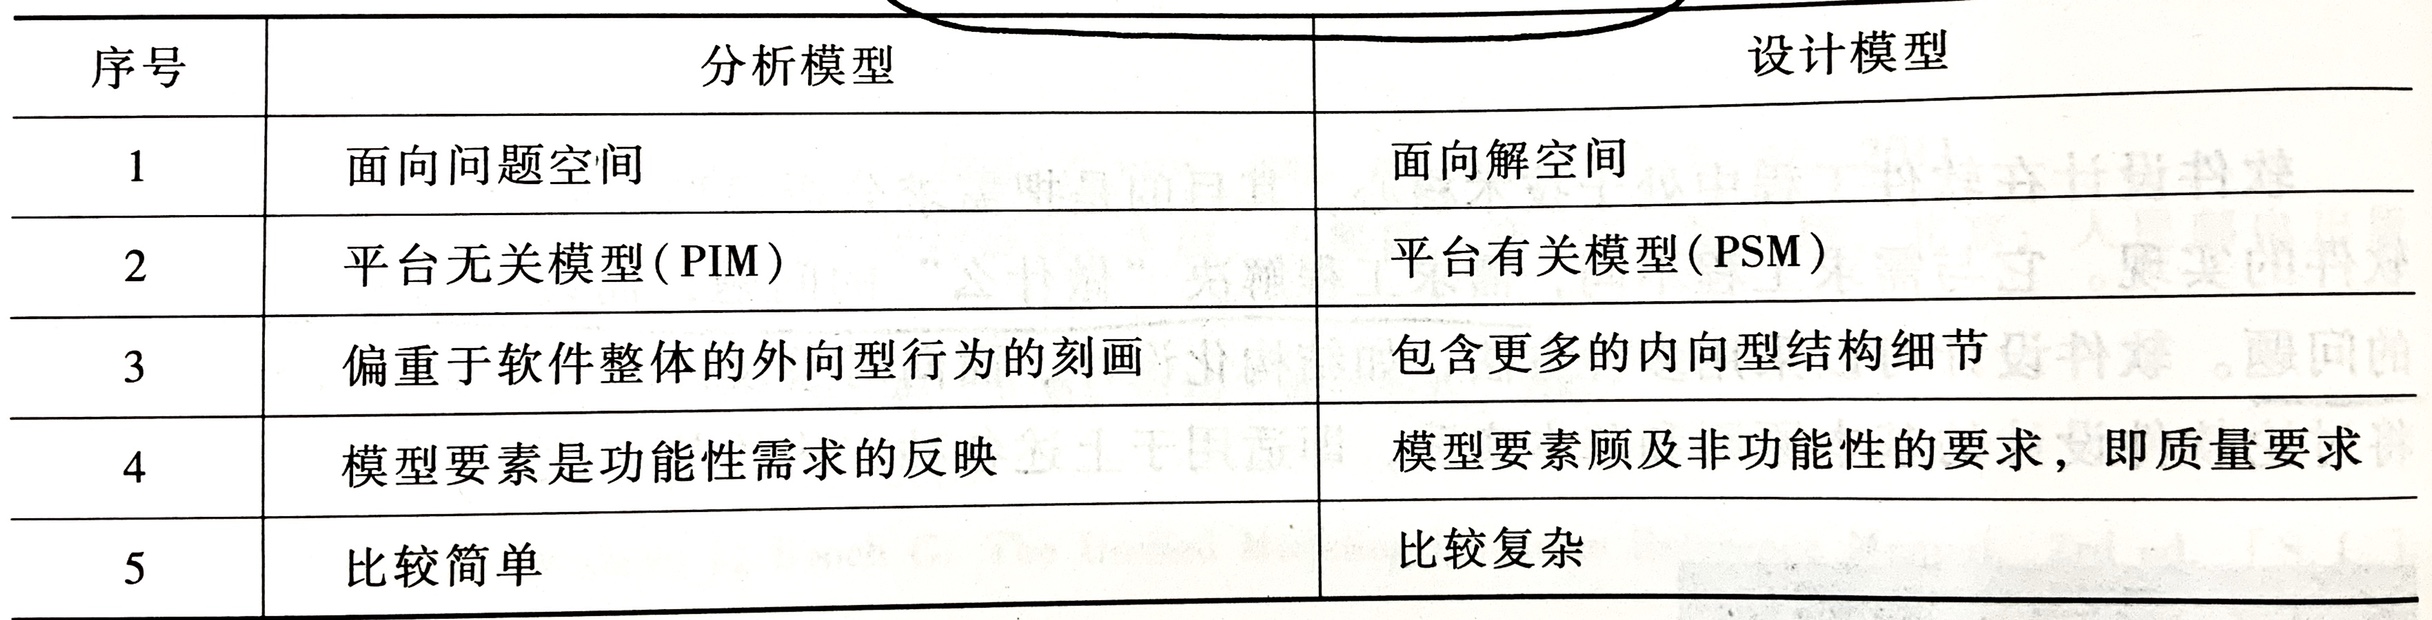 序号 分析模型 设计模型
1 面向问题空间 面向解空间
2 平台无关模型(PIM) 平台有关模型(PSM)
3 偏重于软件整体的外向型行为的刻画 包含更多的内向型结构细节
4 模型要素是功能性需求的反映 模型要素顾及非功能性的要求，即质量要求
5 比较简单 比较复杂